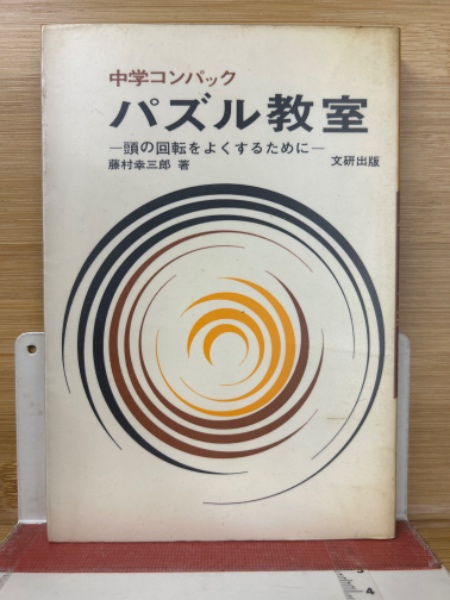 中学コンパック
パズル教室
—頭の回転をよくするために—
藤村幸三郎 著
文研出版
4